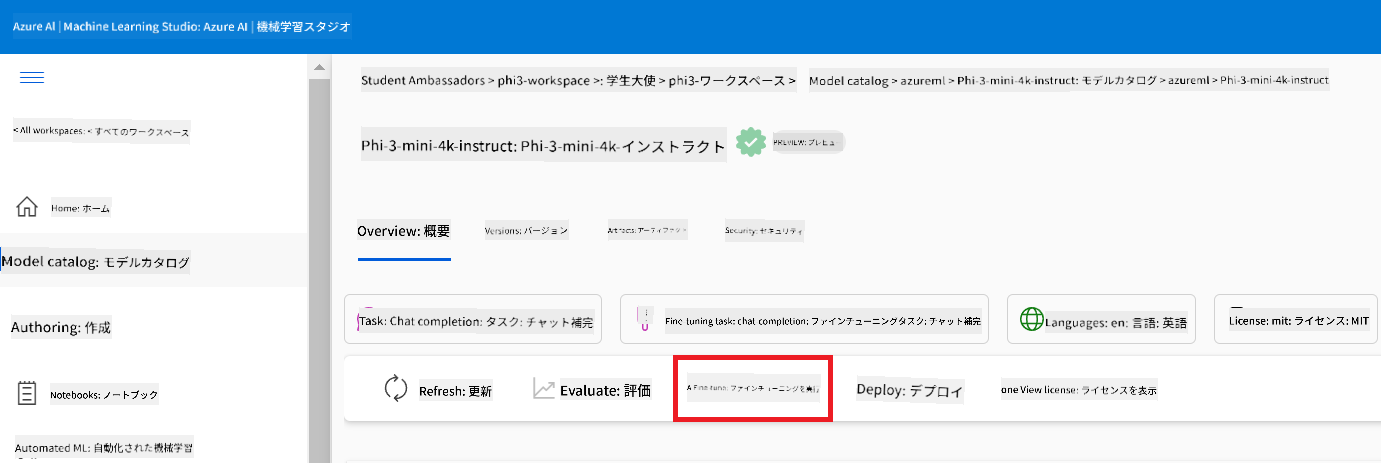 Azure Al | Machine Learning Studio: Azure AI | 機械学習スタジオ
Student Ambassadors > phi3-workspace >: 学生大使 > phi3-ワークスペース >
Model catalog > azureml > Phi-3-mini-4k-instruct: モデルカタログ > azureml > Phi-3-mini-4k-instruct
< All workspaces: < すべてのワークスペース
Phi-3-mini-4k-instruct: Phi-3-mini-4k-インストラクト
PREVIEW: プレビュー
Home: ホーム
Overview: 概要
Versions: バージョン
Artifacts: アーティファクト
Security: セキュリティ
Model catalog: モデルカタログ
Authoring: 作成
Task: Chat completion: タスク: チャット補完
Fine-tuning task: chat completion: ファインチューニングタスク: チャット補完
Languages: en: 言語: 英語
License: mit: ライセンス: MIT
Notebooks: ノートブック
Refresh: 更新
Evaluate: 評価
A Fine-tune: ファインチューニングを実行
Deploy: デプロイ
one View license: ライセンスを表示
Automated ML: 自動化された機械学習